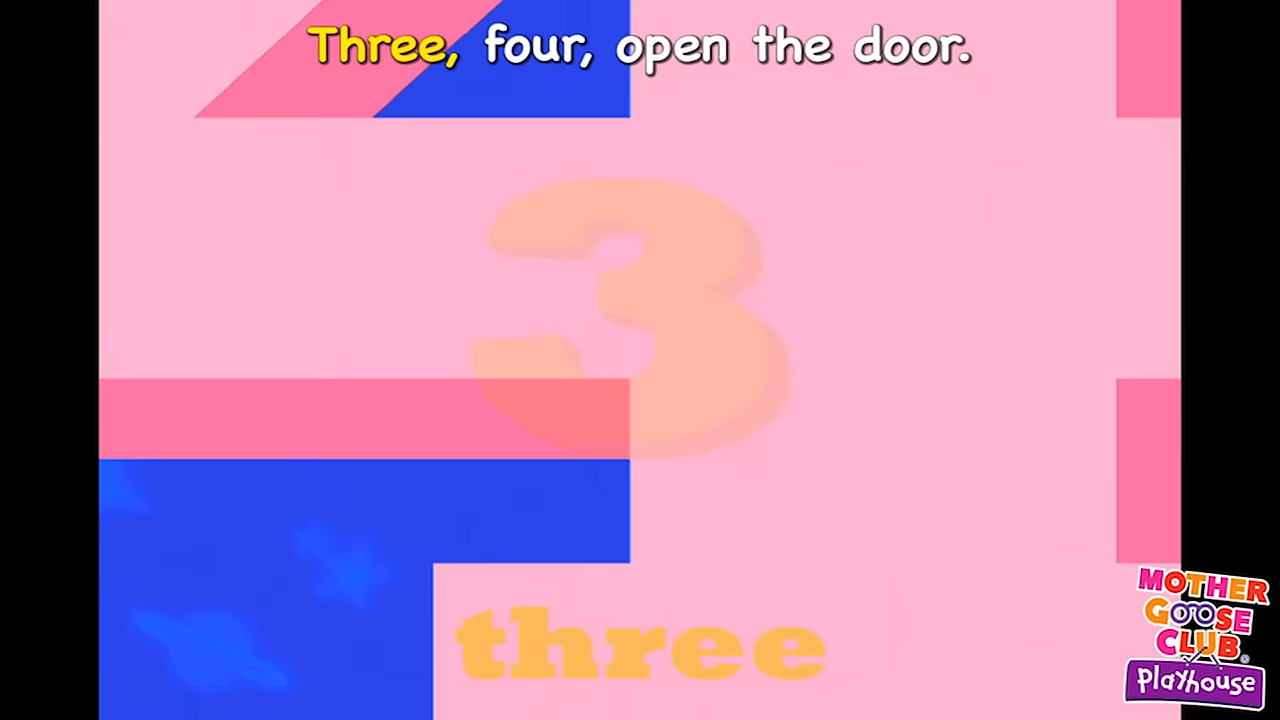 Three, four, open the door.
3
three
MOTHER
GOOSE
CLUB
Playhouse